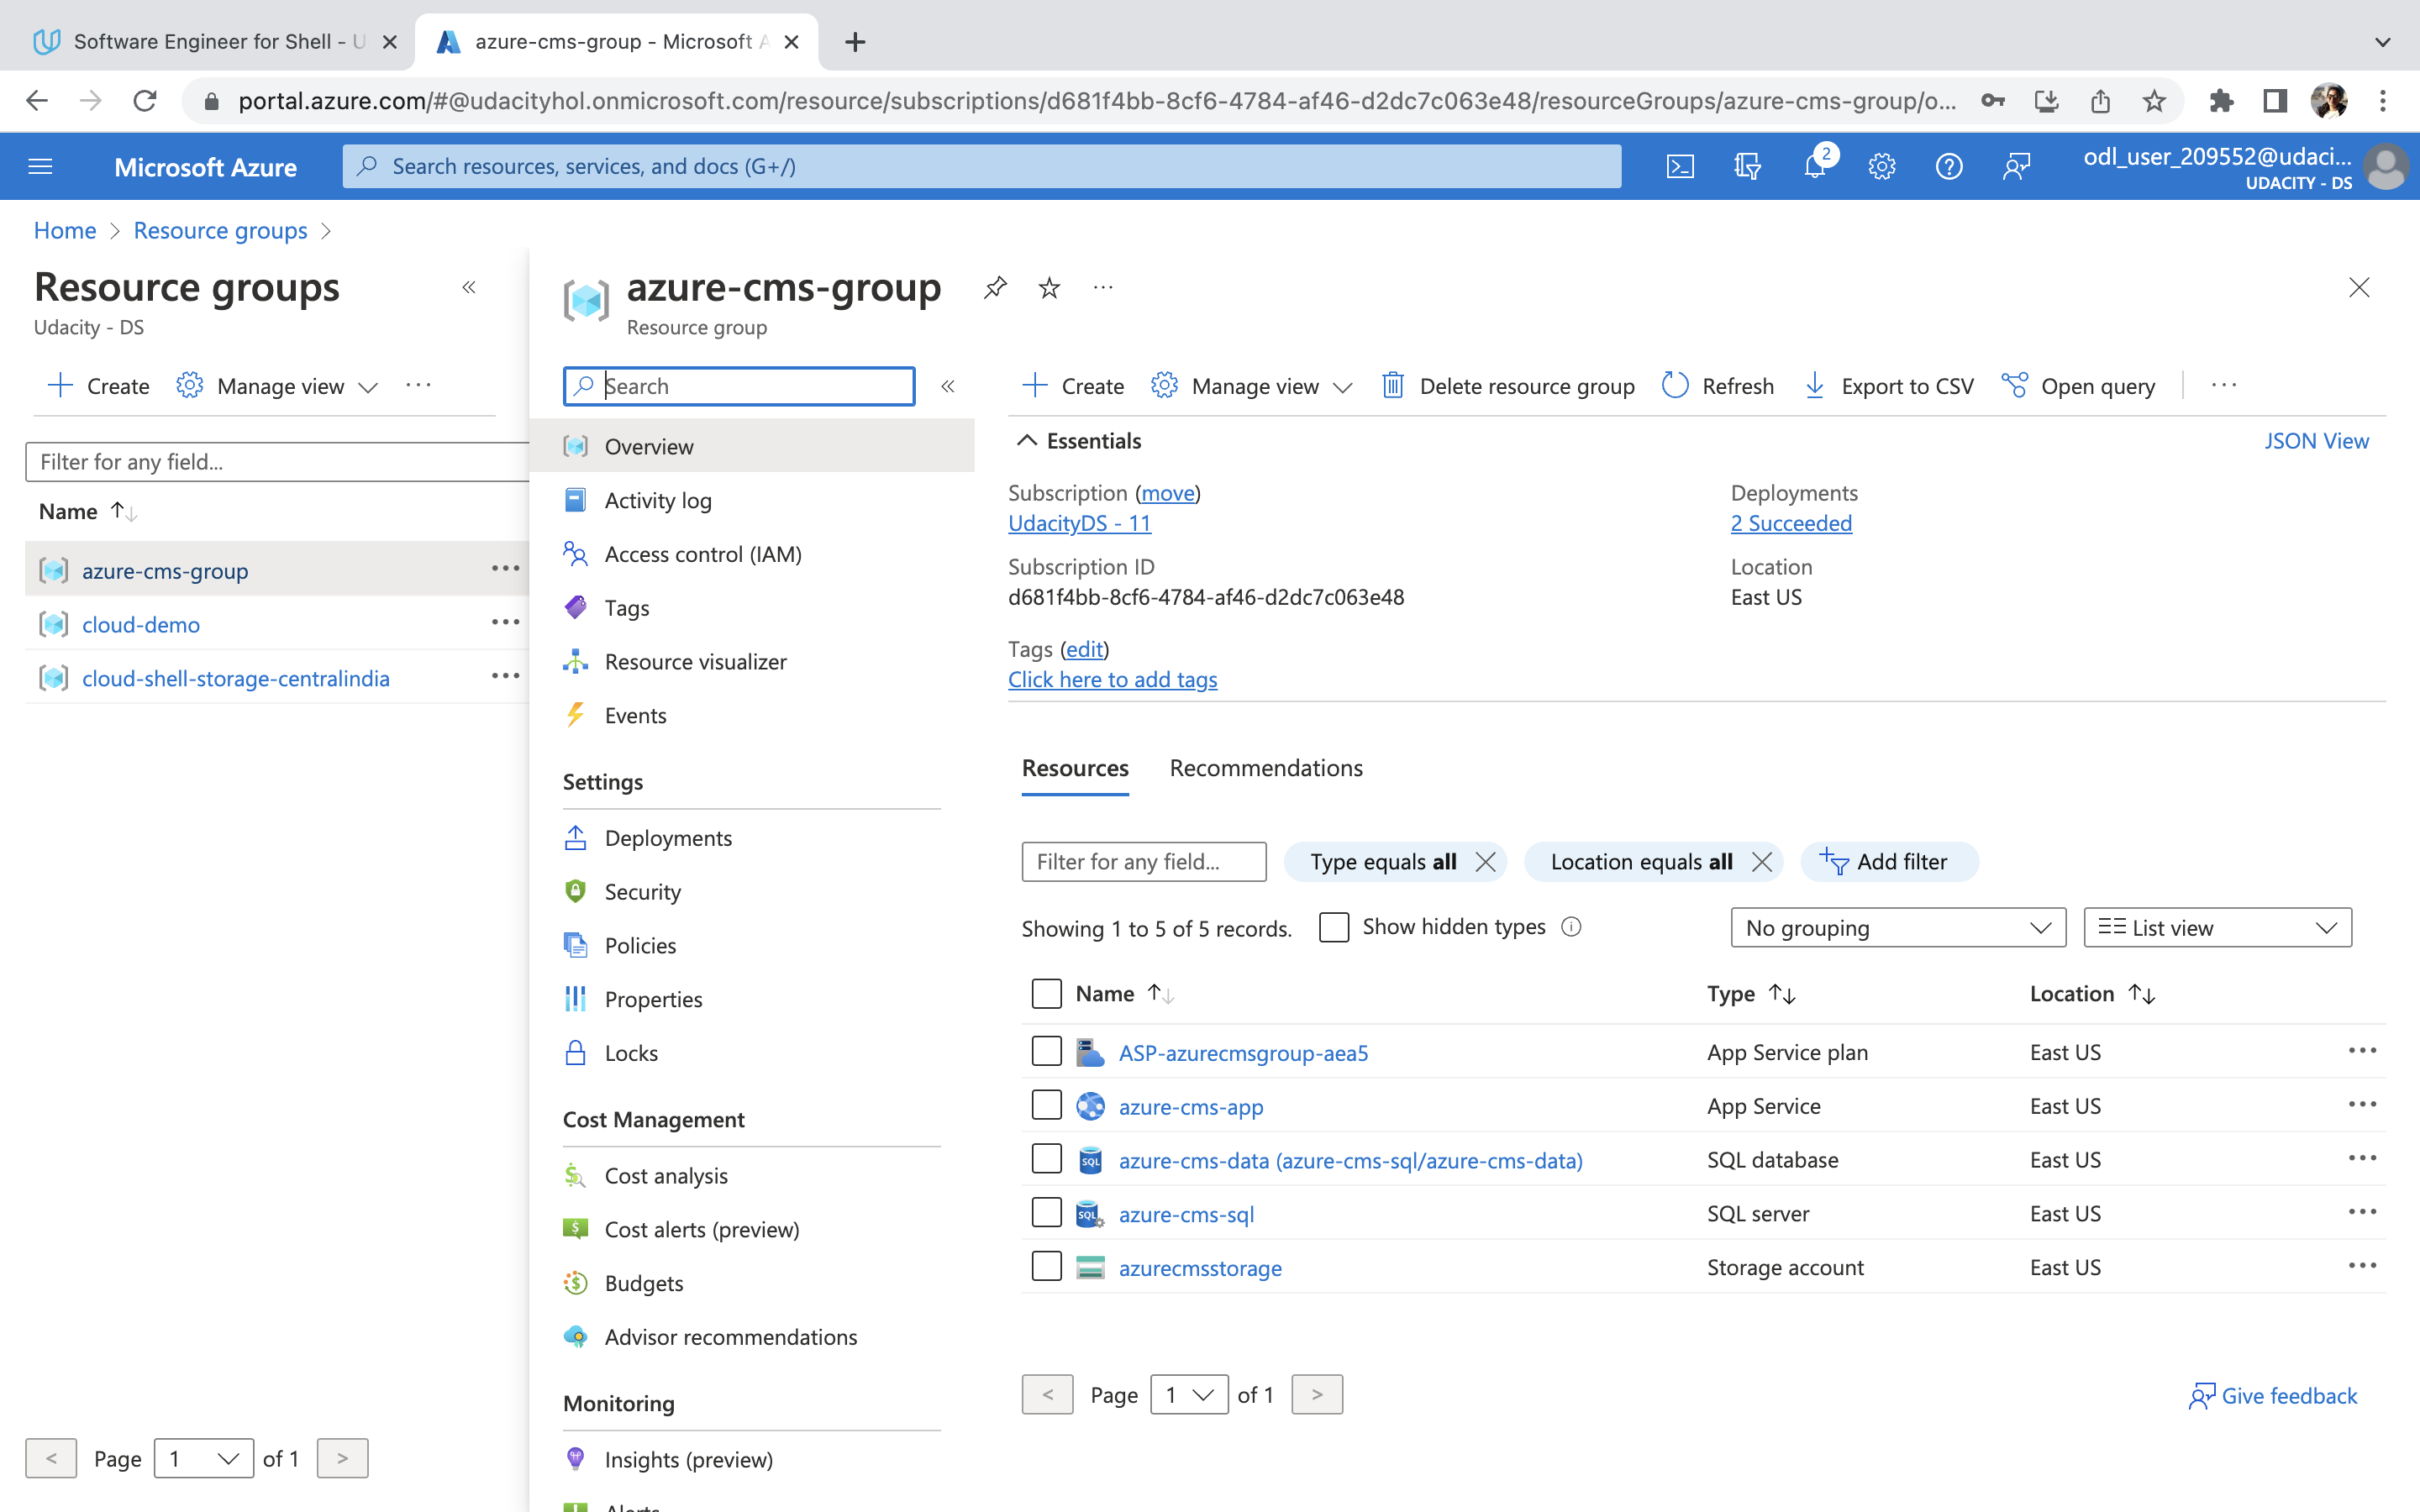 Software Engineer for Shell - U
azure-cms-group - Microsoft A
portal.azure.com/#@udacityhol.onmicrosoft.com/resource/subscriptions/d681f4bb-8cf6-4784-af46-d2dc7c063e48/resourceGroups/azure-cms-group/o...
Microsoft Azure
Search resources, services, and docs (G+/)
2
odl_user_209552@udaci...
UDACITY - DS
Home > Resource groups >
Resource groups
Udacity - DS
+ Create Manage view ...
Filter for any field...
Name
azure-cms-group
cloud-demo
cloud-shell-storage-centralindia
< Page 1 of 1 >
azure-cms-group
Resource group
Search
Overview
Activity log
Access control (IAM)
Tags
Resource visualizer
Events
Settings
Deployments
Security
Policies
Properties
Locks
Cost Management
Cost analysis
Cost alerts (preview)
Budgets
Advisor recommendations
Monitoring
Insights (preview)
Alerts
+ Create Manage view Delete resource group Refresh Export to CSV Open query ...
Essentials JSON View
Subscription (move)
UdacityDS - 11
Subscription ID
d681f4bb-8cf6-4784-af46-d2dc7c063e48
Deployments
2 Succeeded
Location
East US
Tags (edit)
Click here to add tags
Resources Recommendations
Filter for any field... Type equals all Location equals all Add filter
Showing 1 to 5 of 5 records. Show hidden types No grouping List view
Name Type Location
ASP-azurecmsgroup-aea5 App Service plan East US
azure-cms-app App Service East US
SQL azure-cms-data (azure-cms-sql/azure-cms-data) SQL database East US
SQL azure-cms-sql SQL server East US
azurecmsstorage Storage account East US
< Page 1 of 1 >
Give feedback